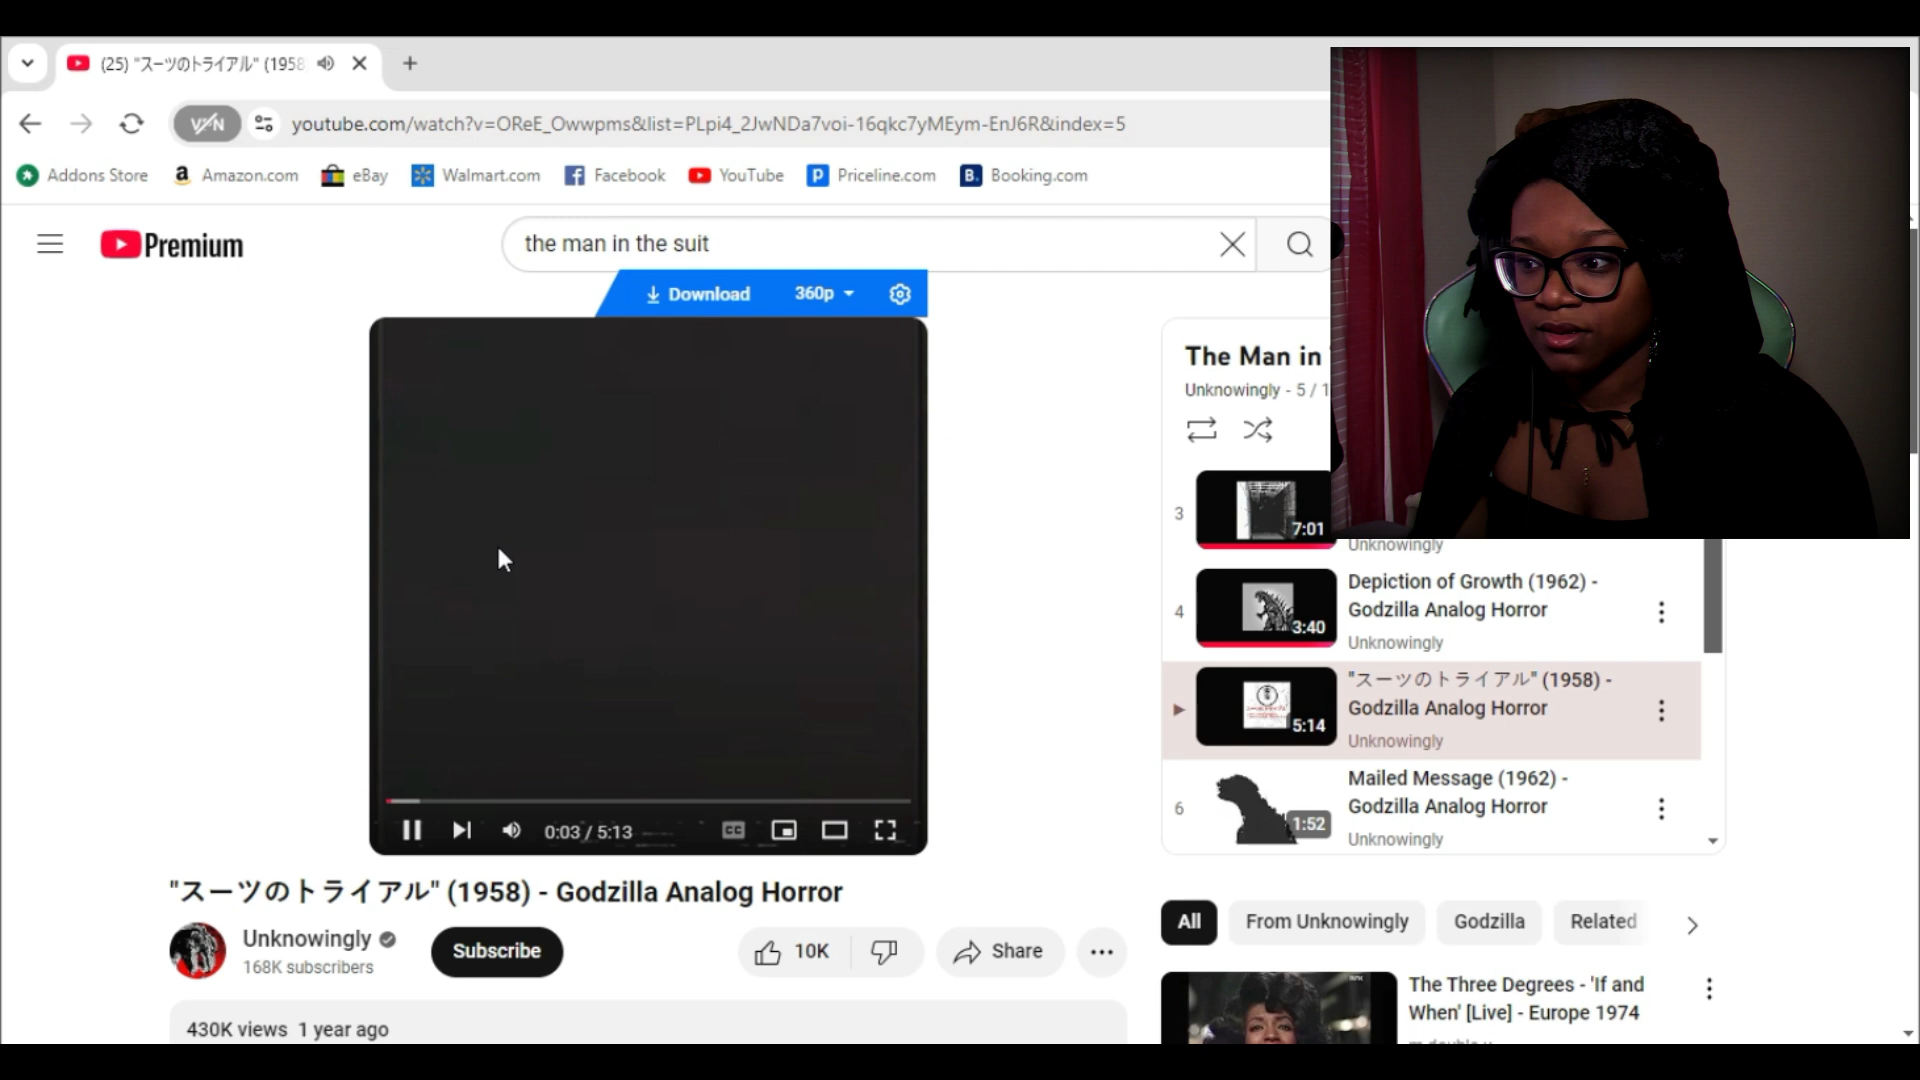 (25) "スーツのトライアル" (1958
youtube.com/watch?v=OReE_Owwpms&list=PLpi4_2JwNDa7voi-16qkc7yMEym-EnJ6R&index=5
Addons Store
Amazon.com
eBay
Walmart.com
Facebook
YouTube
Priceline.com
Booking.com
Premium
the man in the suit
Download
360p
0:03 / 5:13
CC
"スーツのトライアル" (1958) - Godzilla Analog Horror
Unknowingly
168K subscribers
Subscribe
10K
Share
430K views 1 year ago
The Man in
Unknowingly - 5 / 1
3
7:01
Unknowingly
4
3:40
Depiction of Growth (1962) -
Godzilla Analog Horror
Unknowingly
5:14
"スーツのトライアル" (1958) -
Godzilla Analog Horror
Unknowingly
6
1:52
Mailed Message (1962) -
Godzilla Analog Horror
Unknowingly
All
From Unknowingly
Godzilla
Related
The Three Degrees - 'If and
When' [Live] - Europe 1974